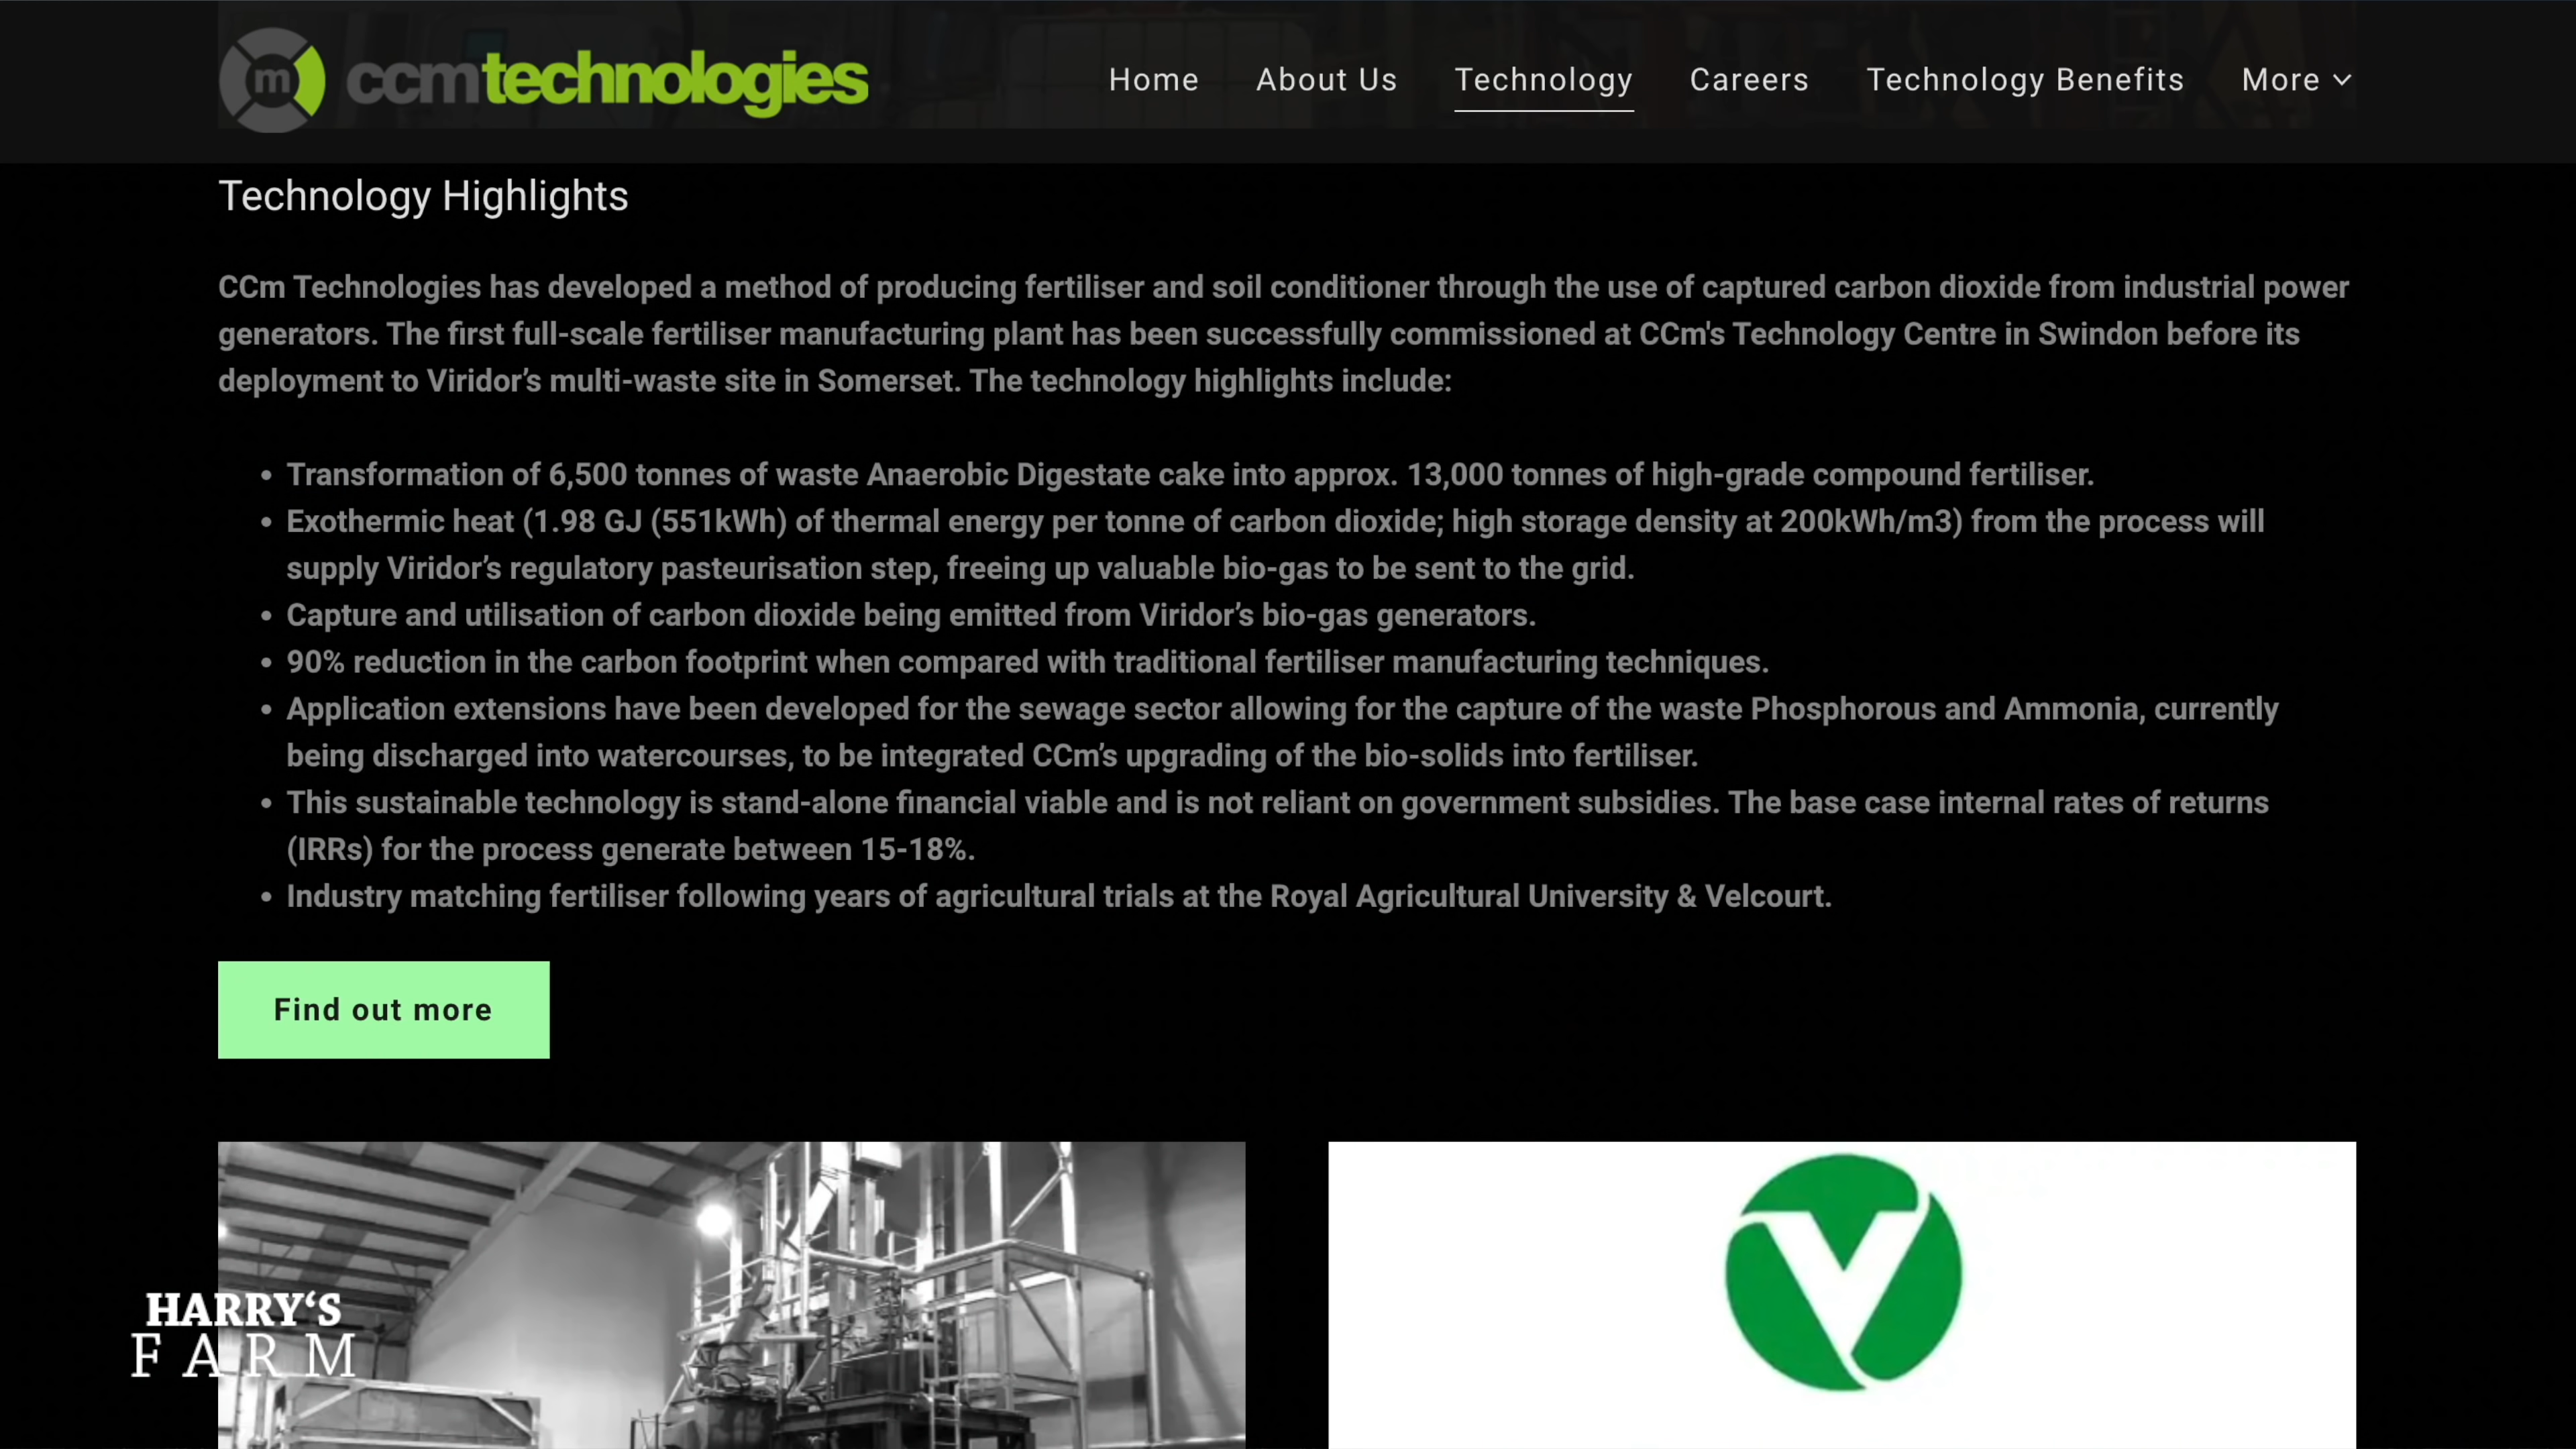 m ccmtechnologies
Home About Us Technology Careers Technology Benefits More
Technology Highlights
CCm Technologies has developed a method of producing fertiliser and soil conditioner through the use of captured carbon dioxide from industrial power
generators. The first full-scale fertiliser manufacturing plant has been successfully commissioned at CCm's Technology Centre in Swindon before its
deployment to Viridor’s multi-waste site in Somerset. The technology highlights include:
• Transformation of 6,500 tonnes of waste Anaerobic Digestate cake into approx. 13,000 tonnes of high-grade compound fertiliser.
• Exothermic heat (1.98 GJ (551kWh) of thermal energy per tonne of carbon dioxide; high storage density at 200kWh/m3) from the process will
supply Viridor’s regulatory pasteurisation step, freeing up valuable bio-gas to be sent to the grid.
• Capture and utilisation of carbon dioxide being emitted from Viridor’s bio-gas generators.
• 90% reduction in the carbon footprint when compared with traditional fertiliser manufacturing techniques.
• Application extensions have been developed for the sewage sector allowing for the capture of the waste Phosphorous and Ammonia, currently
being discharged into watercourses, to be integrated CCm’s upgrading of the bio-solids into fertiliser.
• This sustainable technology is stand-alone financial viable and is not reliant on government subsidies. The base case internal rates of returns
(IRRs) for the process generate between 15-18%.
• Industry matching fertiliser following years of agricultural trials at the Royal Agricultural University & Velcourt.
Find out more
HARRY‘S
FARM
V